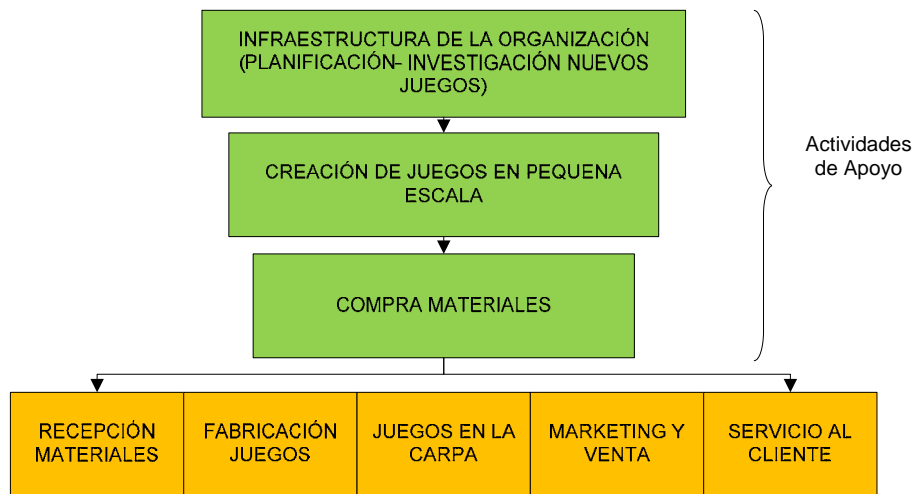 INFRAESTRUCTURA DE LA ORGANIZACIÓN
(PLANIFICACIÓN- INVESTIGACIÓN NUEVOS
JUEGOS)
Actividades
de Apoyo
CREACIÓN DE JUEGOS EN PEQUENA
ESCALA
COMPRA MATERIALES
RECEPCIÓN
MATERIALES
FABRICACIÓN
JUEGOS
JUEGOS EN LA
CARPA
MARKETING Y
VENTA
SERVICIO AL
CLIENTE